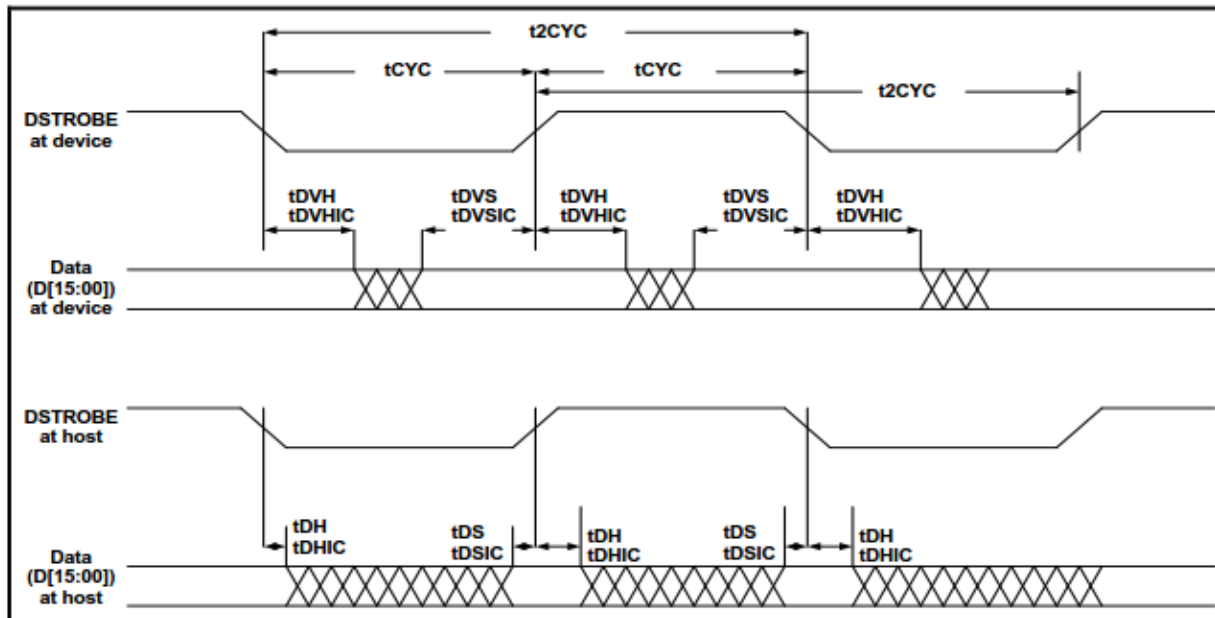 t2CYC
tCYC
tCYC
t2CYC
DSTROBE
at device
tDVH
tDVHIC
tDVS
tDVSIC
tDVH
tDVHIC
tDVS
tDVSIC
tDVH
tDVHIC
Data
(D[15:00])
at device
DSTROBE
at host
tDH
tDHIC
tDS
tDSIC
tDH
tDHIC
tDS
tDSIC
tDH
tDHIC
Data
(D[15:00])
at host